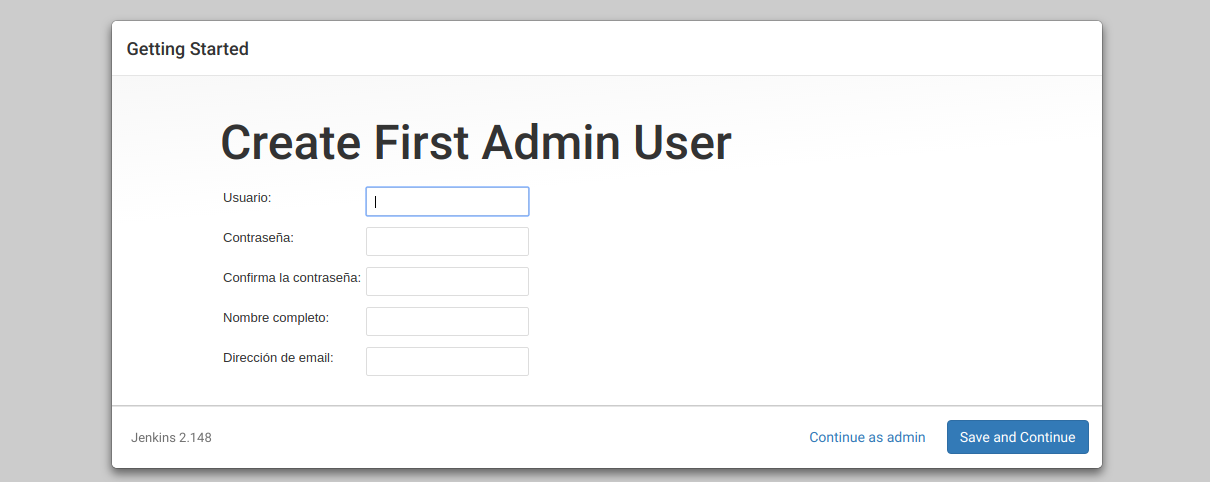 Getting Started
Create First Admin User
Usuario:
Contraseña:
Confirma la contraseña:
Nombre completo:
Dirección de email:
Jenkins 2.148
Continue as admin
Save and Continue